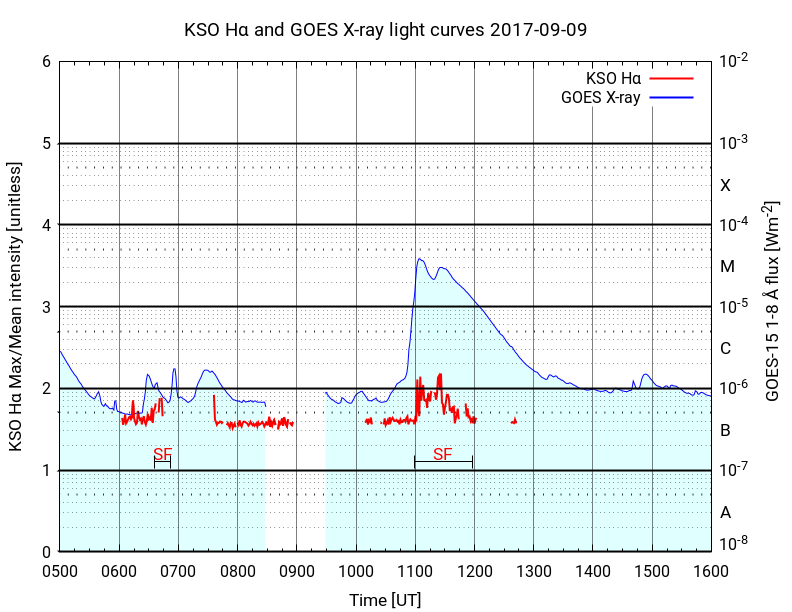 KSO Hα and GOES X-ray light curves 2017-09-09
KSO Hα
GOES X-ray
KSO Hα Max/Mean intensity [unitless]
6
5
4
3
2
1
0
10-2
10-3
X
10-4
M
10-5
C
10-6
B
10-7
A
10-8
GOES-15 1-8 Å flux [Wm-2]
SF
SF
0500 0600 0700 0800 0900 1000 1100 1200 1300 1400 1500 1600
Time [UT]